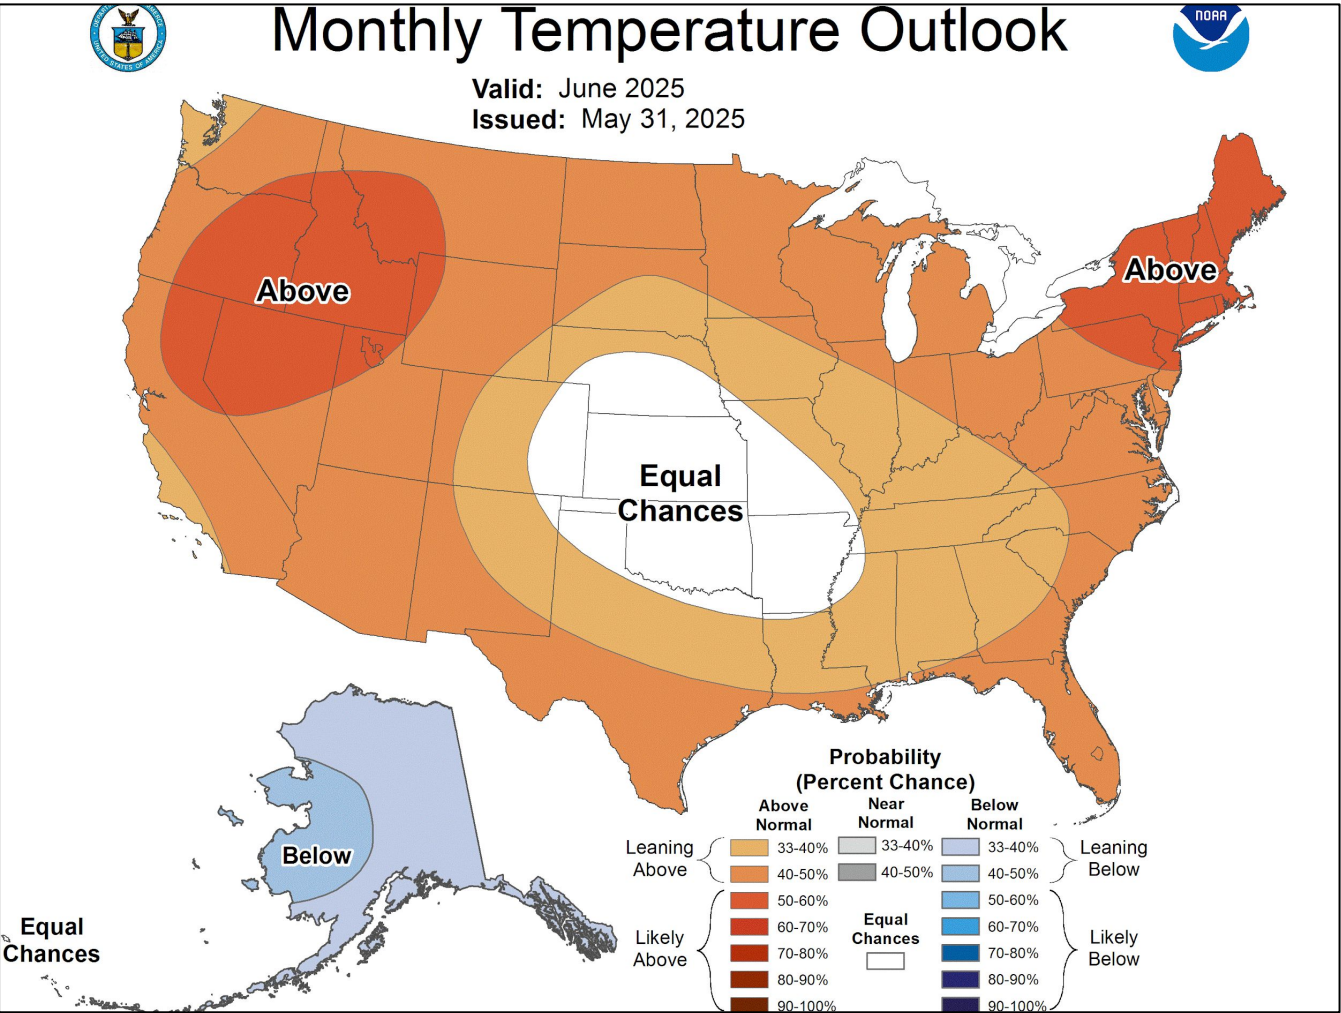 Monthly Temperature Outlook
NOAA
Valid: June 2025
Issued: May 31, 2025
Above
Above
Equal
Chances
Below
Equal
Chances
Probability
(Percent Chance)
Above
Normal
Near
Normal
Below
Normal
Leaning
Above
33-40%
40-50%
33-40%
40-50%
33-40%
40-50%
Leaning
Below
Likely
Above
50-60%
60-70%
70-80%
80-90%
90-100%
Equal
Chances
50-60%
60-70%
70-80%
80-90%
90-100%
Likely
Below